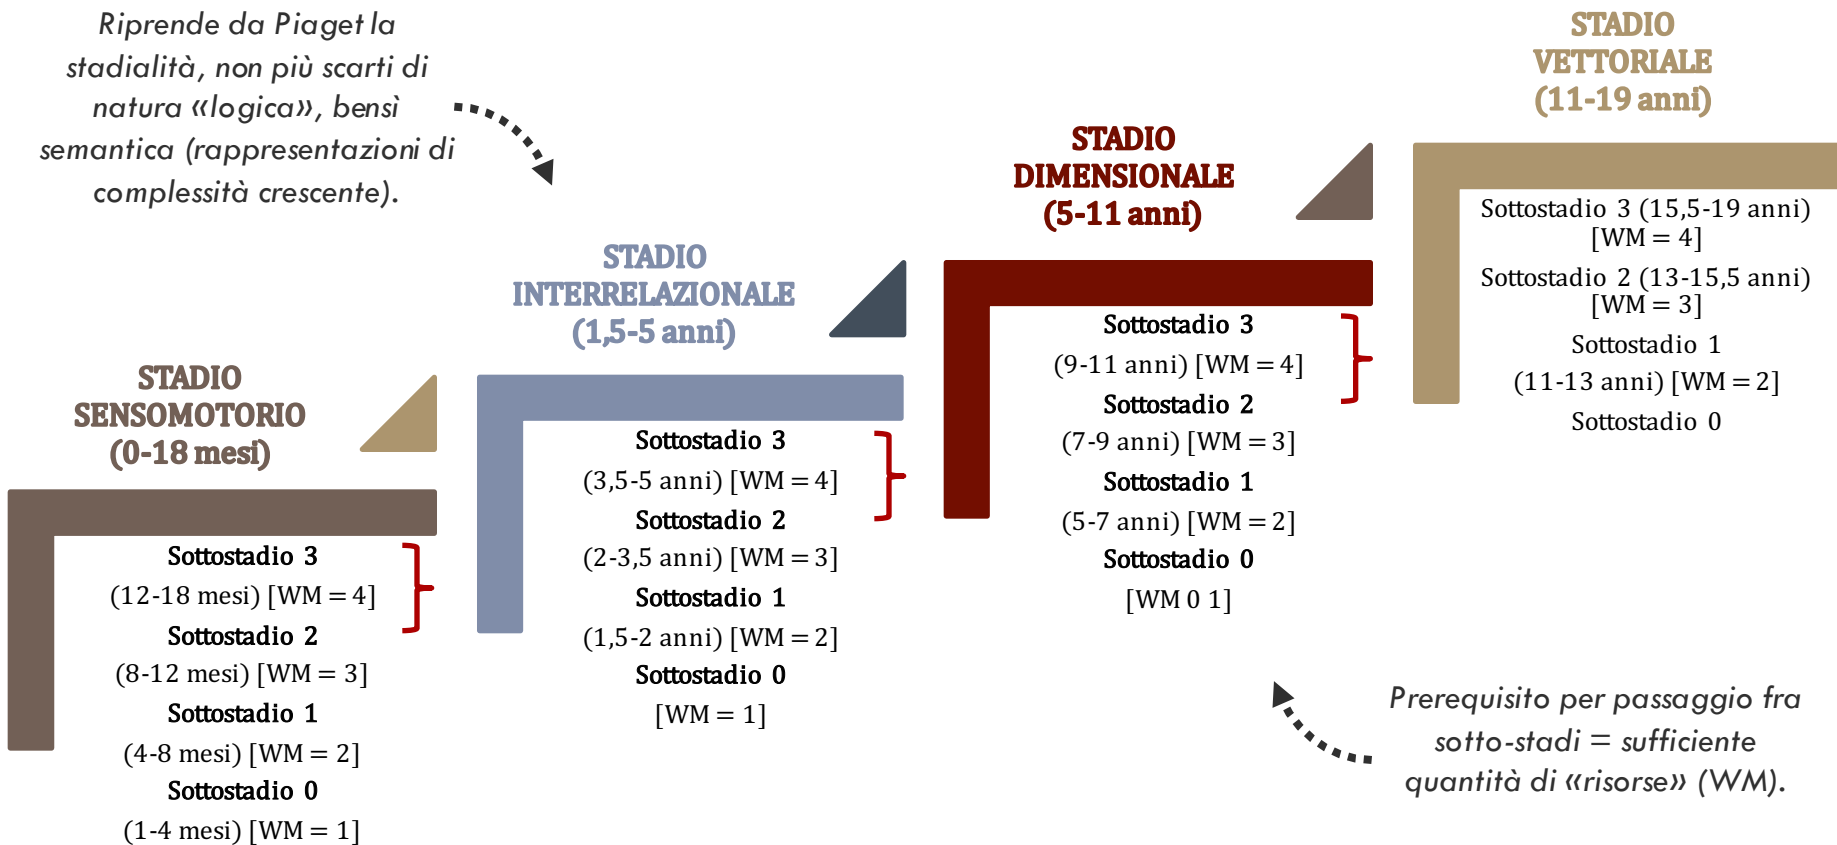 Riprende da Piaget la
stadialità, non più scarti di
natura «logica», bensì
semantica (rappresentazioni di
complessità crescente).
STADIO
SENSOMOTORIO
(0-18 mesi)
Sottostadio 3
(12-18 mesi) [WM = 4]
Sottostadio 2
(8-12 mesi) [WM = 3]
Sottostadio 1
(4-8 mesi) [WM = 2]
Sottostadio 0
(1-4 mesi) [WM = 1]
STADIO
INTERRELAZIONALE
(1,5-5 anni)
Sottostadio 3
(3,5-5 anni) [WM = 4]
Sottostadio 2
(2-3,5 anni) [WM = 3]
Sottostadio 1
(1,5-2 anni) [WM = 2]
Sottostadio 0
[WM = 1]
STADIO
DIMENSIONALE
(5-11 anni)
Sottostadio 3
(9-11 anni) [WM = 4]
Sottostadio 2
(7-9 anni) [WM = 3]
Sottostadio 1
(5-7 anni) [WM = 2]
Sottostadio 0
[WM 0 1]
STADIO
VETTORIALE
(11-19 anni)
Sottostadio 3 (15,5-19 anni)
[WM = 4]
Sottostadio 2 (13-15,5 anni)
[WM = 3]
Sottostadio 1
(11-13 anni) [WM = 2]
Sottostadio 0
Prerequisito per passaggio fra
sotto-stadi = sufficiente
quantità di «risorse» (WM).